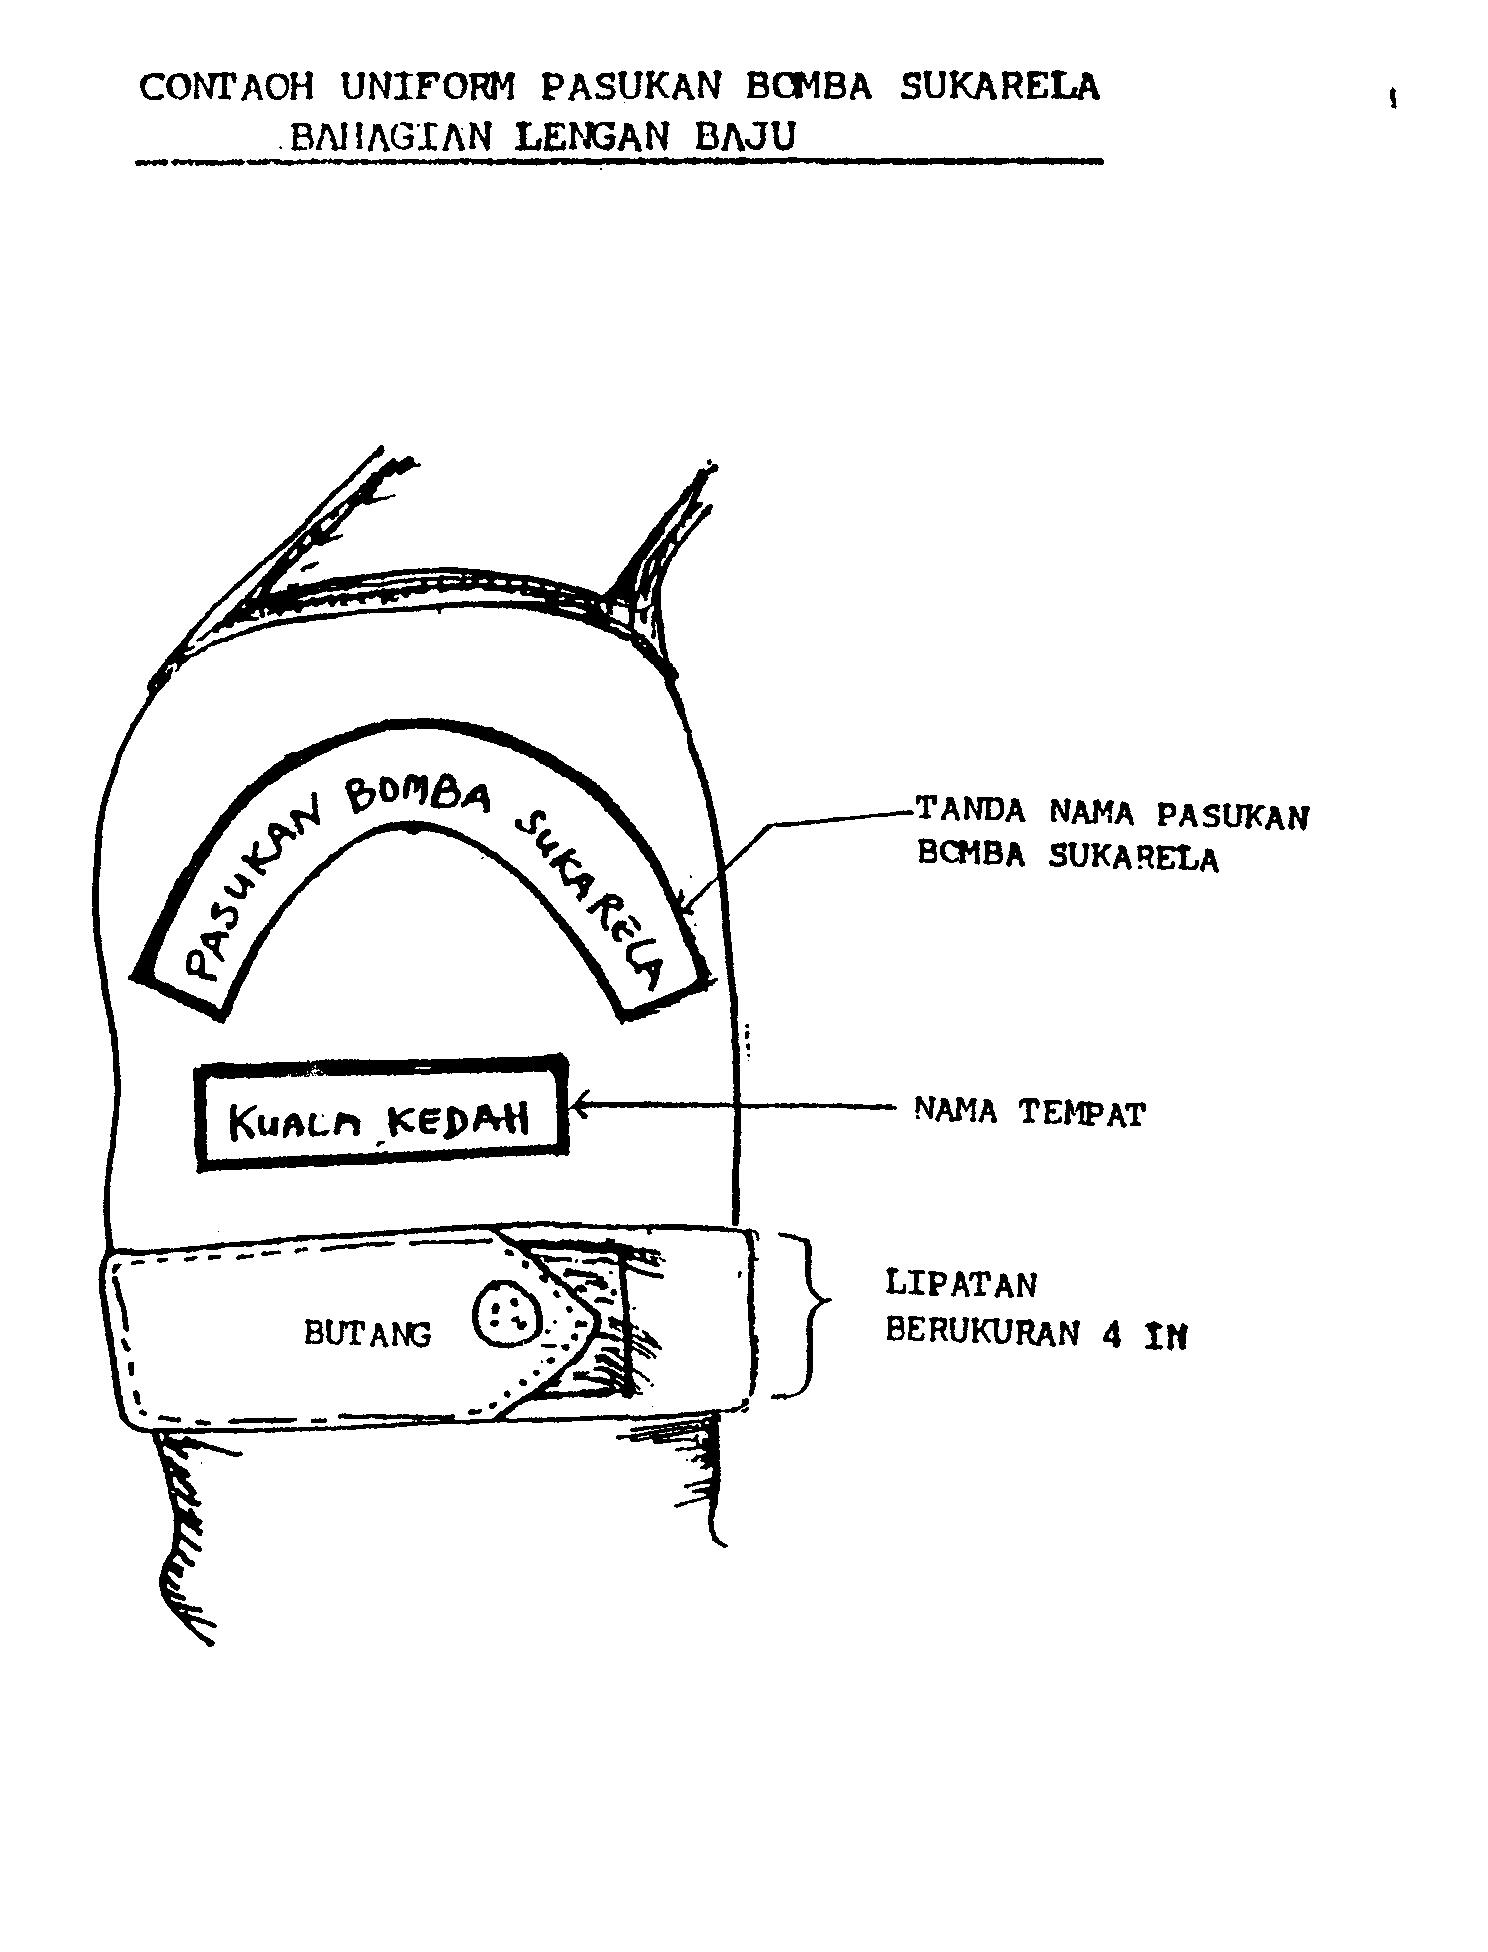 CONTAOH UNIFORM PASUKAN BOMBA SUKARELA
BAHAGIAN LENGAN BAJU
PASUKAN BOMBA SUKARELA
TANDA NAMA PASUKAN
BOMBA SUKARELA
KUALA KEDAH
NAMA TEMPAT
BUTANG
LIPATAN
BERUKURAN 4 IN